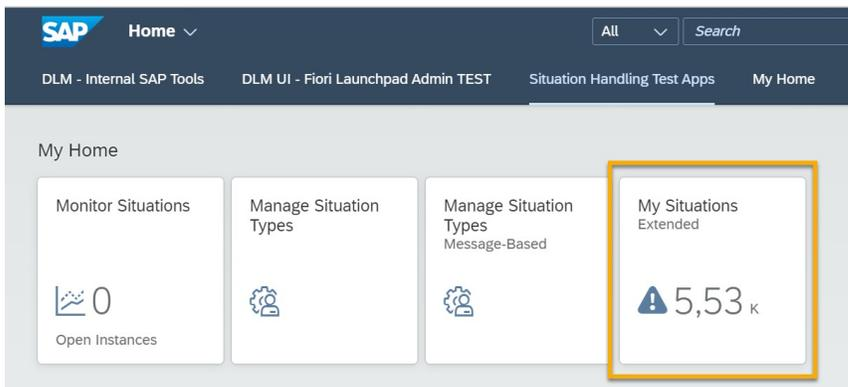 SAP Home All Search
DLM - Internal SAP Tools DLM UI - Fiori Launchpad Admin TEST Situation Handling Test Apps My Home
My Home
Monitor Situations
0
Open Instances
Manage Situation
Types
Manage Situation
Types
Message-Based
My Situations
Extended
5,53 K